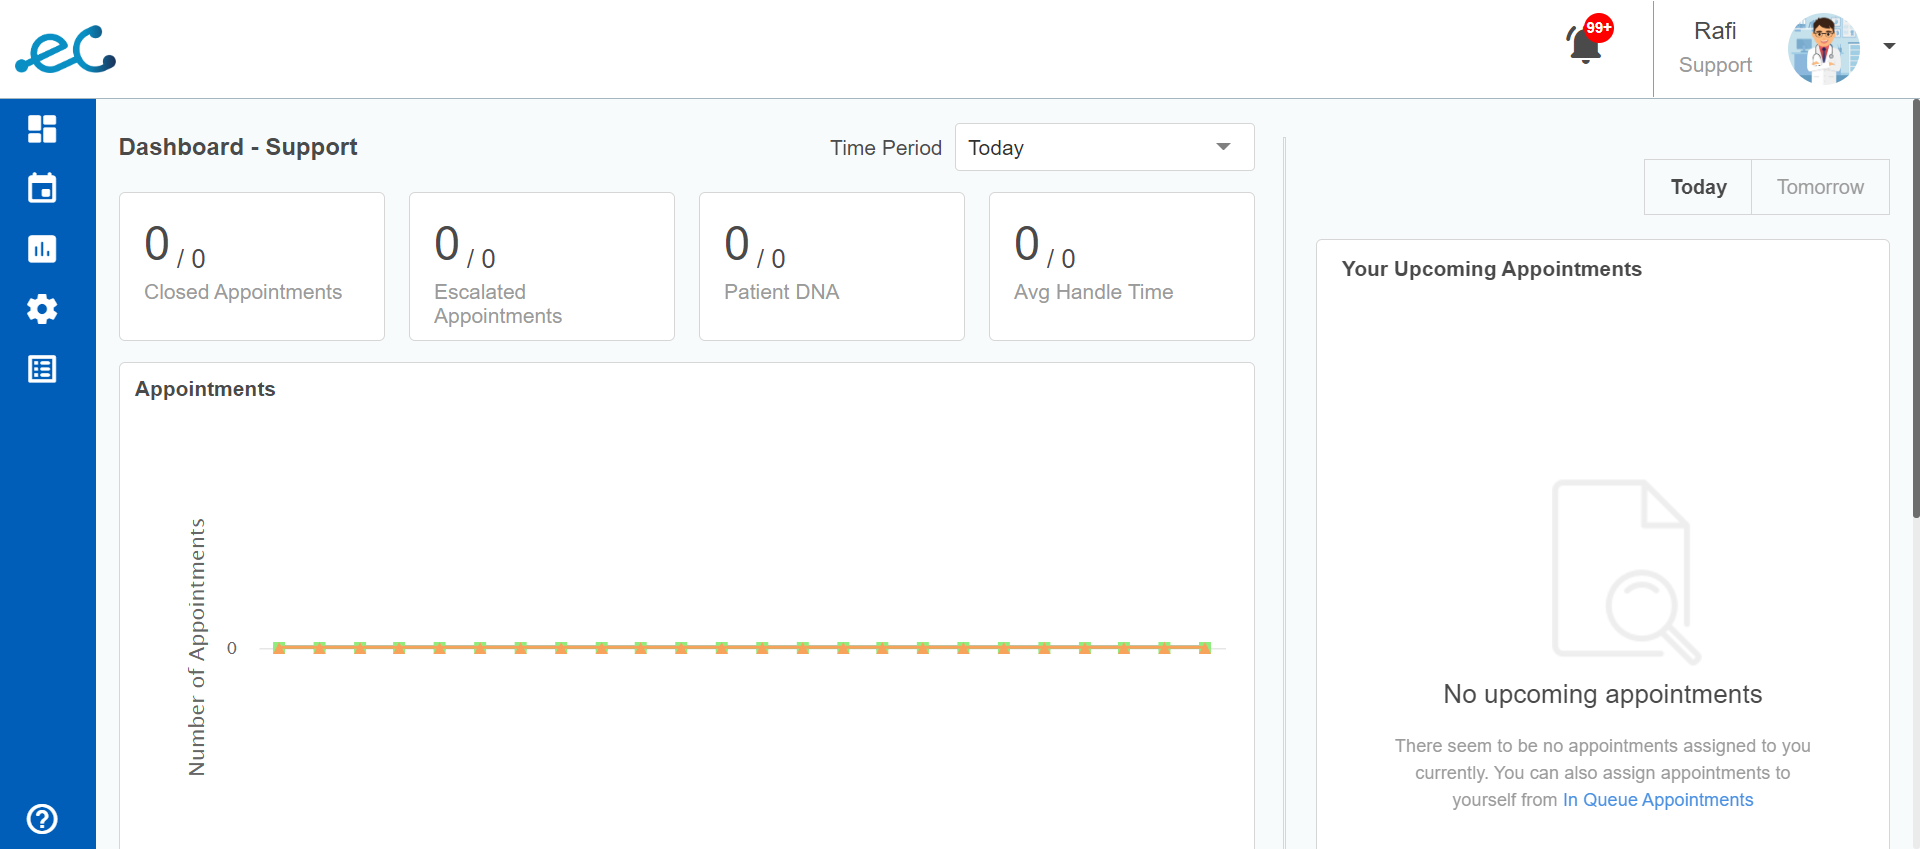 ec
99+
Rafi
Support
Dashboard - Support
Time Period
Today
0 / 0
Closed Appointments
0 / 0
Escalated
Appointments
0 / 0
Patient DNA
0 / 0
Avg Handle Time
Appointments
Number of Appointments
0
Today
Tomorrow
Your Upcoming Appointments
No upcoming appointments
There seem to be no appointments assigned to you
currently. You can also assign appointments to
yourself from In Queue Appointments